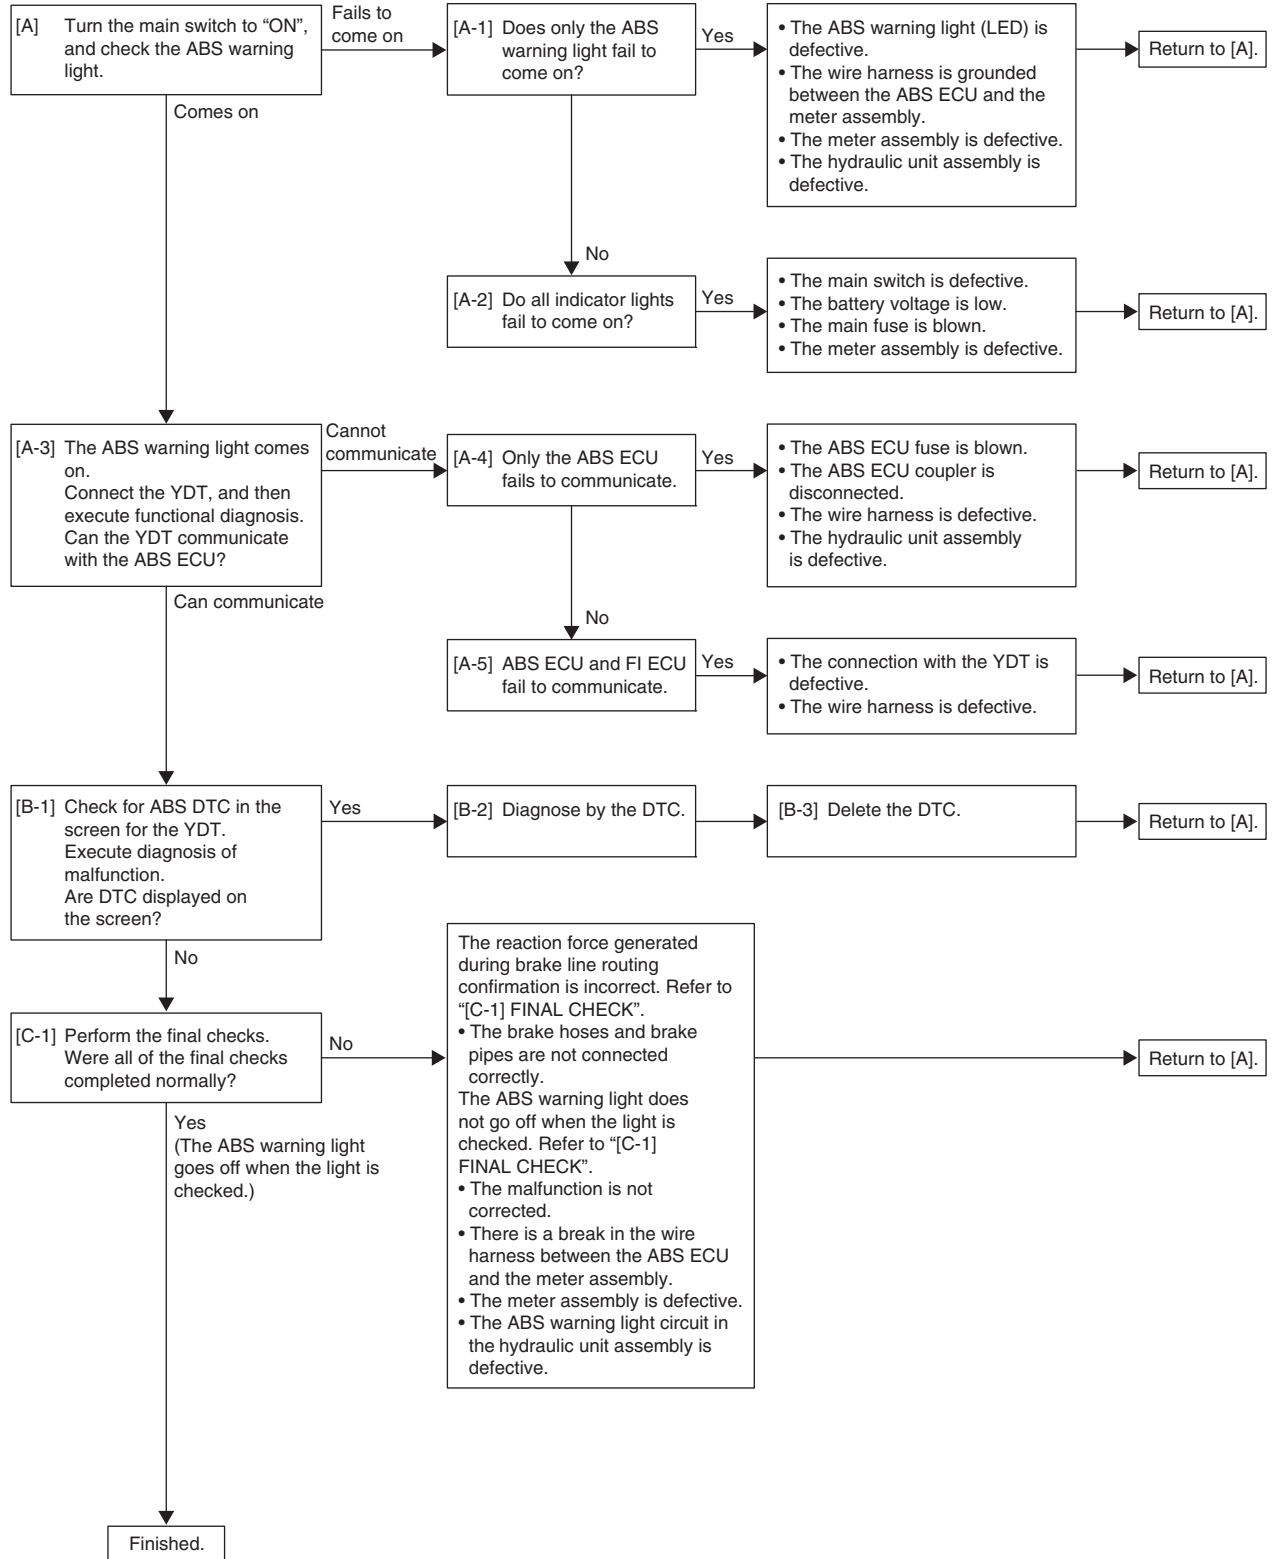 [A] Turn the main switch to “ON”,
and check the ABS warning
light.
Fails to
come on
[A-1] Does only the ABS
warning light fail to
come on?
Yes
• The ABS warning light (LED) is
defective.
• The wire harness is grounded
between the ABS ECU and the
meter assembly.
• The meter assembly is defective.
• The hydraulic unit assembly is
defective.
Return to [A].
Comes on
No
[A-2] Do all indicator lights
fail to come on?
Yes
• The main switch is defective.
• The battery voltage is low.
• The main fuse is blown.
• The meter assembly is defective.
Return to [A].
[A-3] The ABS warning light comes
on.
Connect the YDT, and then
execute functional diagnosis.
Can the YDT communicate
with the ABS ECU?
Cannot
communicate
[A-4] Only the ABS ECU
fails to communicate.
Yes
• The ABS ECU fuse is blown.
• The ABS ECU coupler is
disconnected.
• The wire harness is defective.
• The hydraulic unit assembly
is defective.
Return to [A].
Can communicate
No
[A-5] ABS ECU and FI ECU
fail to communicate.
Yes
• The connection with the YDT is
defective.
• The wire harness is defective.
Return to [A].
[B-1] Check for ABS DTC in the
screen for the YDT.
Execute diagnosis of
malfunction.
Are DTC displayed on
the screen?
Yes
[B-2] Diagnose by the DTC.
[B-3] Delete the DTC.
Return to [A].
No
[C-1] Perform the final checks.
Were all of the final checks
completed normally?
No
The reaction force generated
during brake line routing
confirmation is incorrect. Refer to
“[C-1] FINAL CHECK”.
• The brake hoses and brake
pipes are not connected
correctly.
The ABS warning light does
not go off when the light is
checked. Refer to “[C-1]
FINAL CHECK”.
• The malfunction is not
corrected.
• There is a break in the wire
harness between the ABS ECU
and the meter assembly.
• The meter assembly is defective.
• The ABS warning light circuit in
the hydraulic unit assembly is
defective.
Return to [A].
Yes
(The ABS warning light
goes off when the light is
checked.)
Finished.